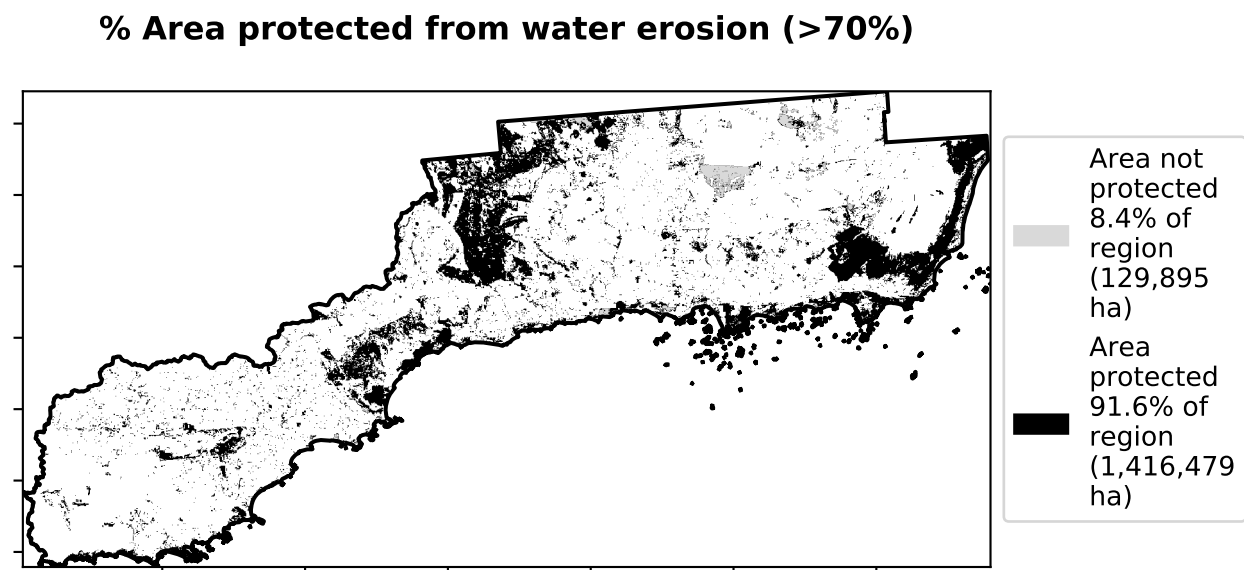 % Area protected from water erosion (>70%)
Area not
protected
8.4% of
region
(129,895
ha)
Area
protected
91.6% of
region
(1,416,479
ha)